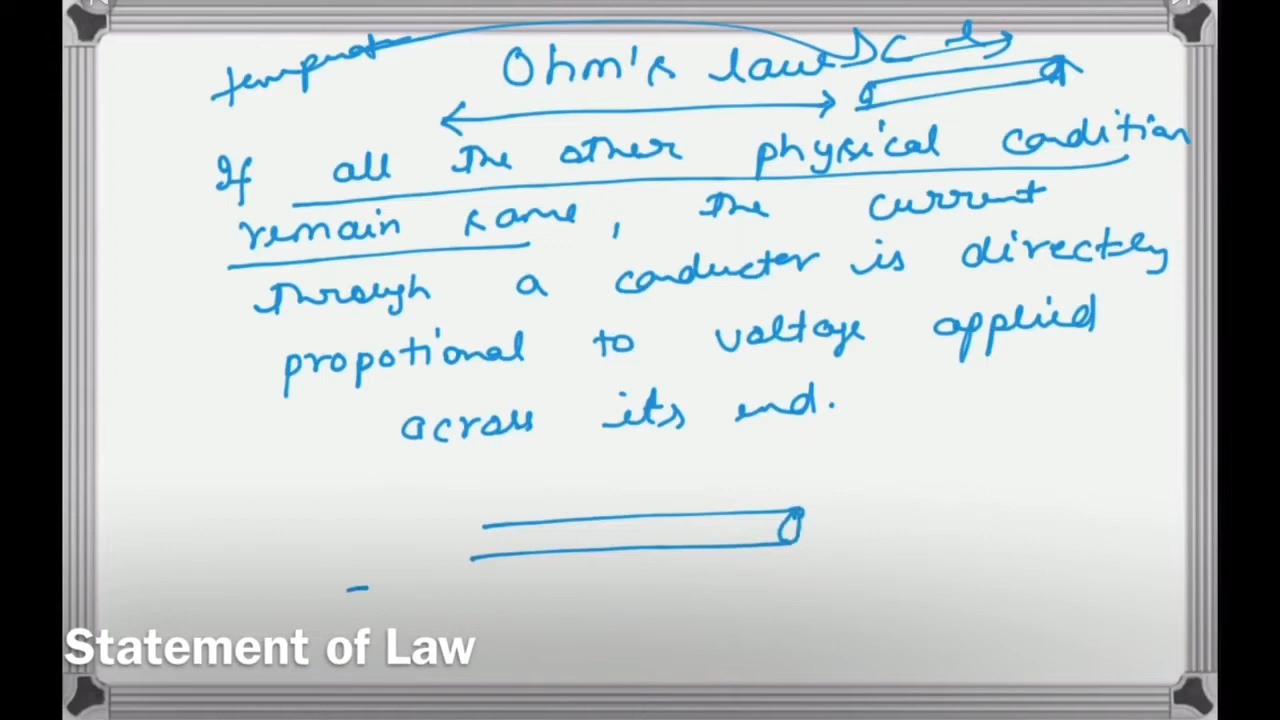 Ohm's law DC l
If all the other physical condition
remain same, the current
through a conductor is directly
propotional to voltage applied
across its end.
Statement of Law